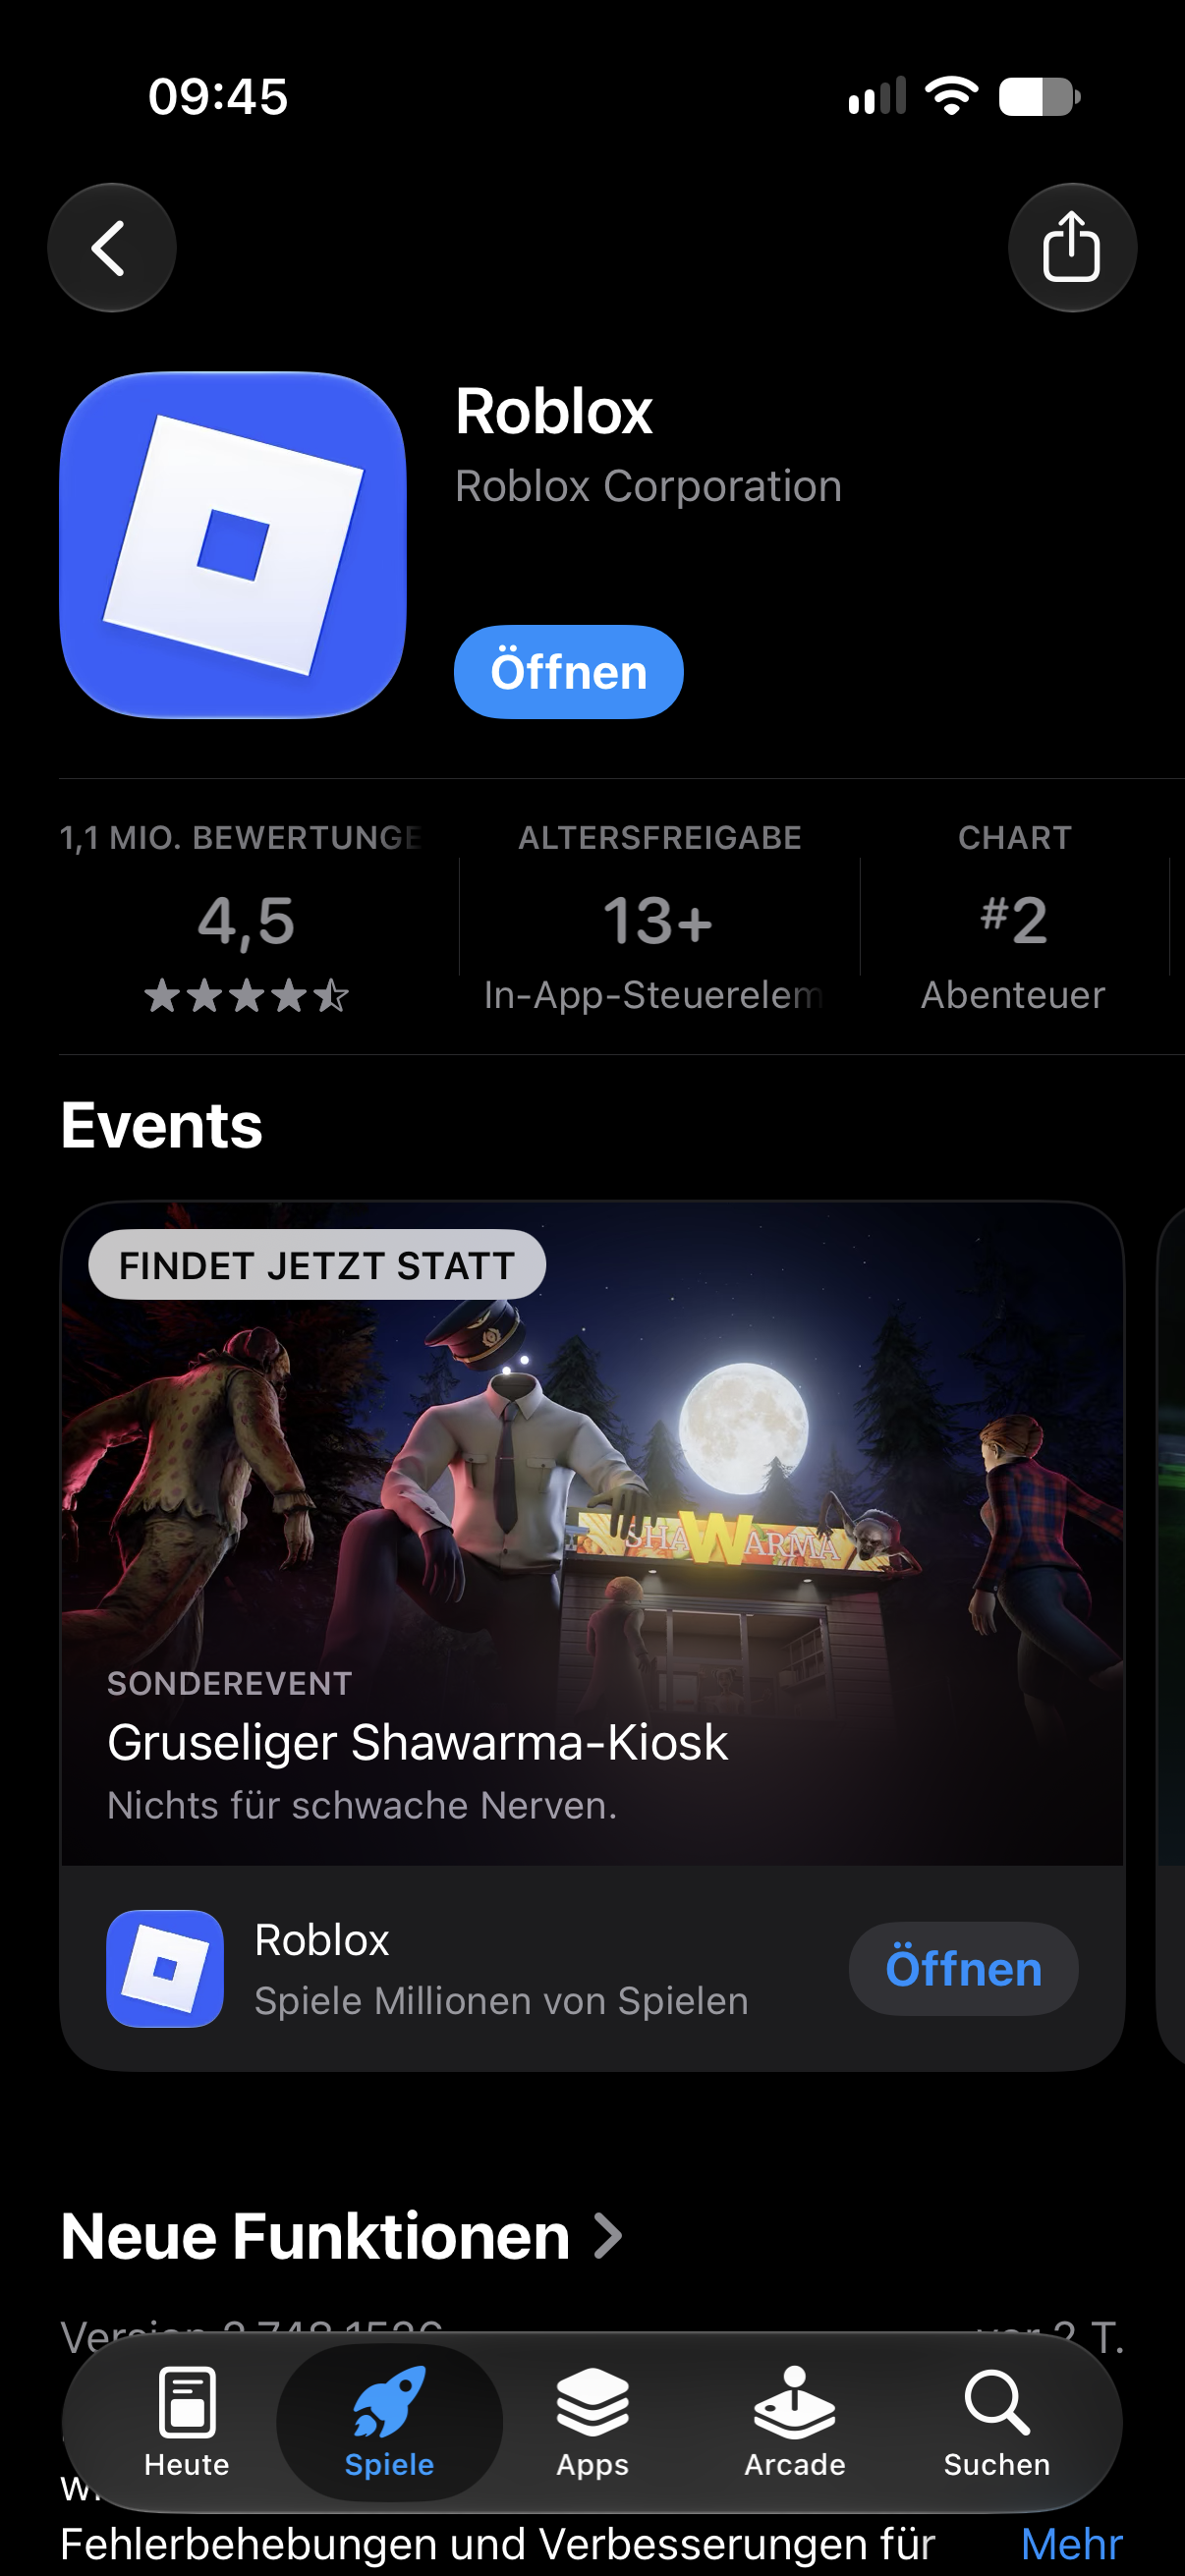 09:45
Roblox
Roblox Corporation
Öffnen
1,1 MIO. BEWERTUNGE
ALTERSFREIGABE
CHART
4,5
13+
#2
In-App-Steuerelem
Abenteuer
Events
FINDET JETZT STATT
SHAWARMA
SONDEREVENT
Gruseliger Shawarma-Kiosk
Nichts für schwache Nerven.
Roblox
Spiele Millionen von Spielen
Öffnen
Neue Funktionen
vor 2 T.
Heute
Spiele
Apps
Arcade
Suchen
Fehlerbehebungen und Verbesserungen für
Mehr